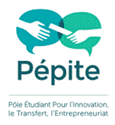 Pépite
Pôle Étudiant Pour l'Innovation,
le Transfert, l'Entrepreneuriat